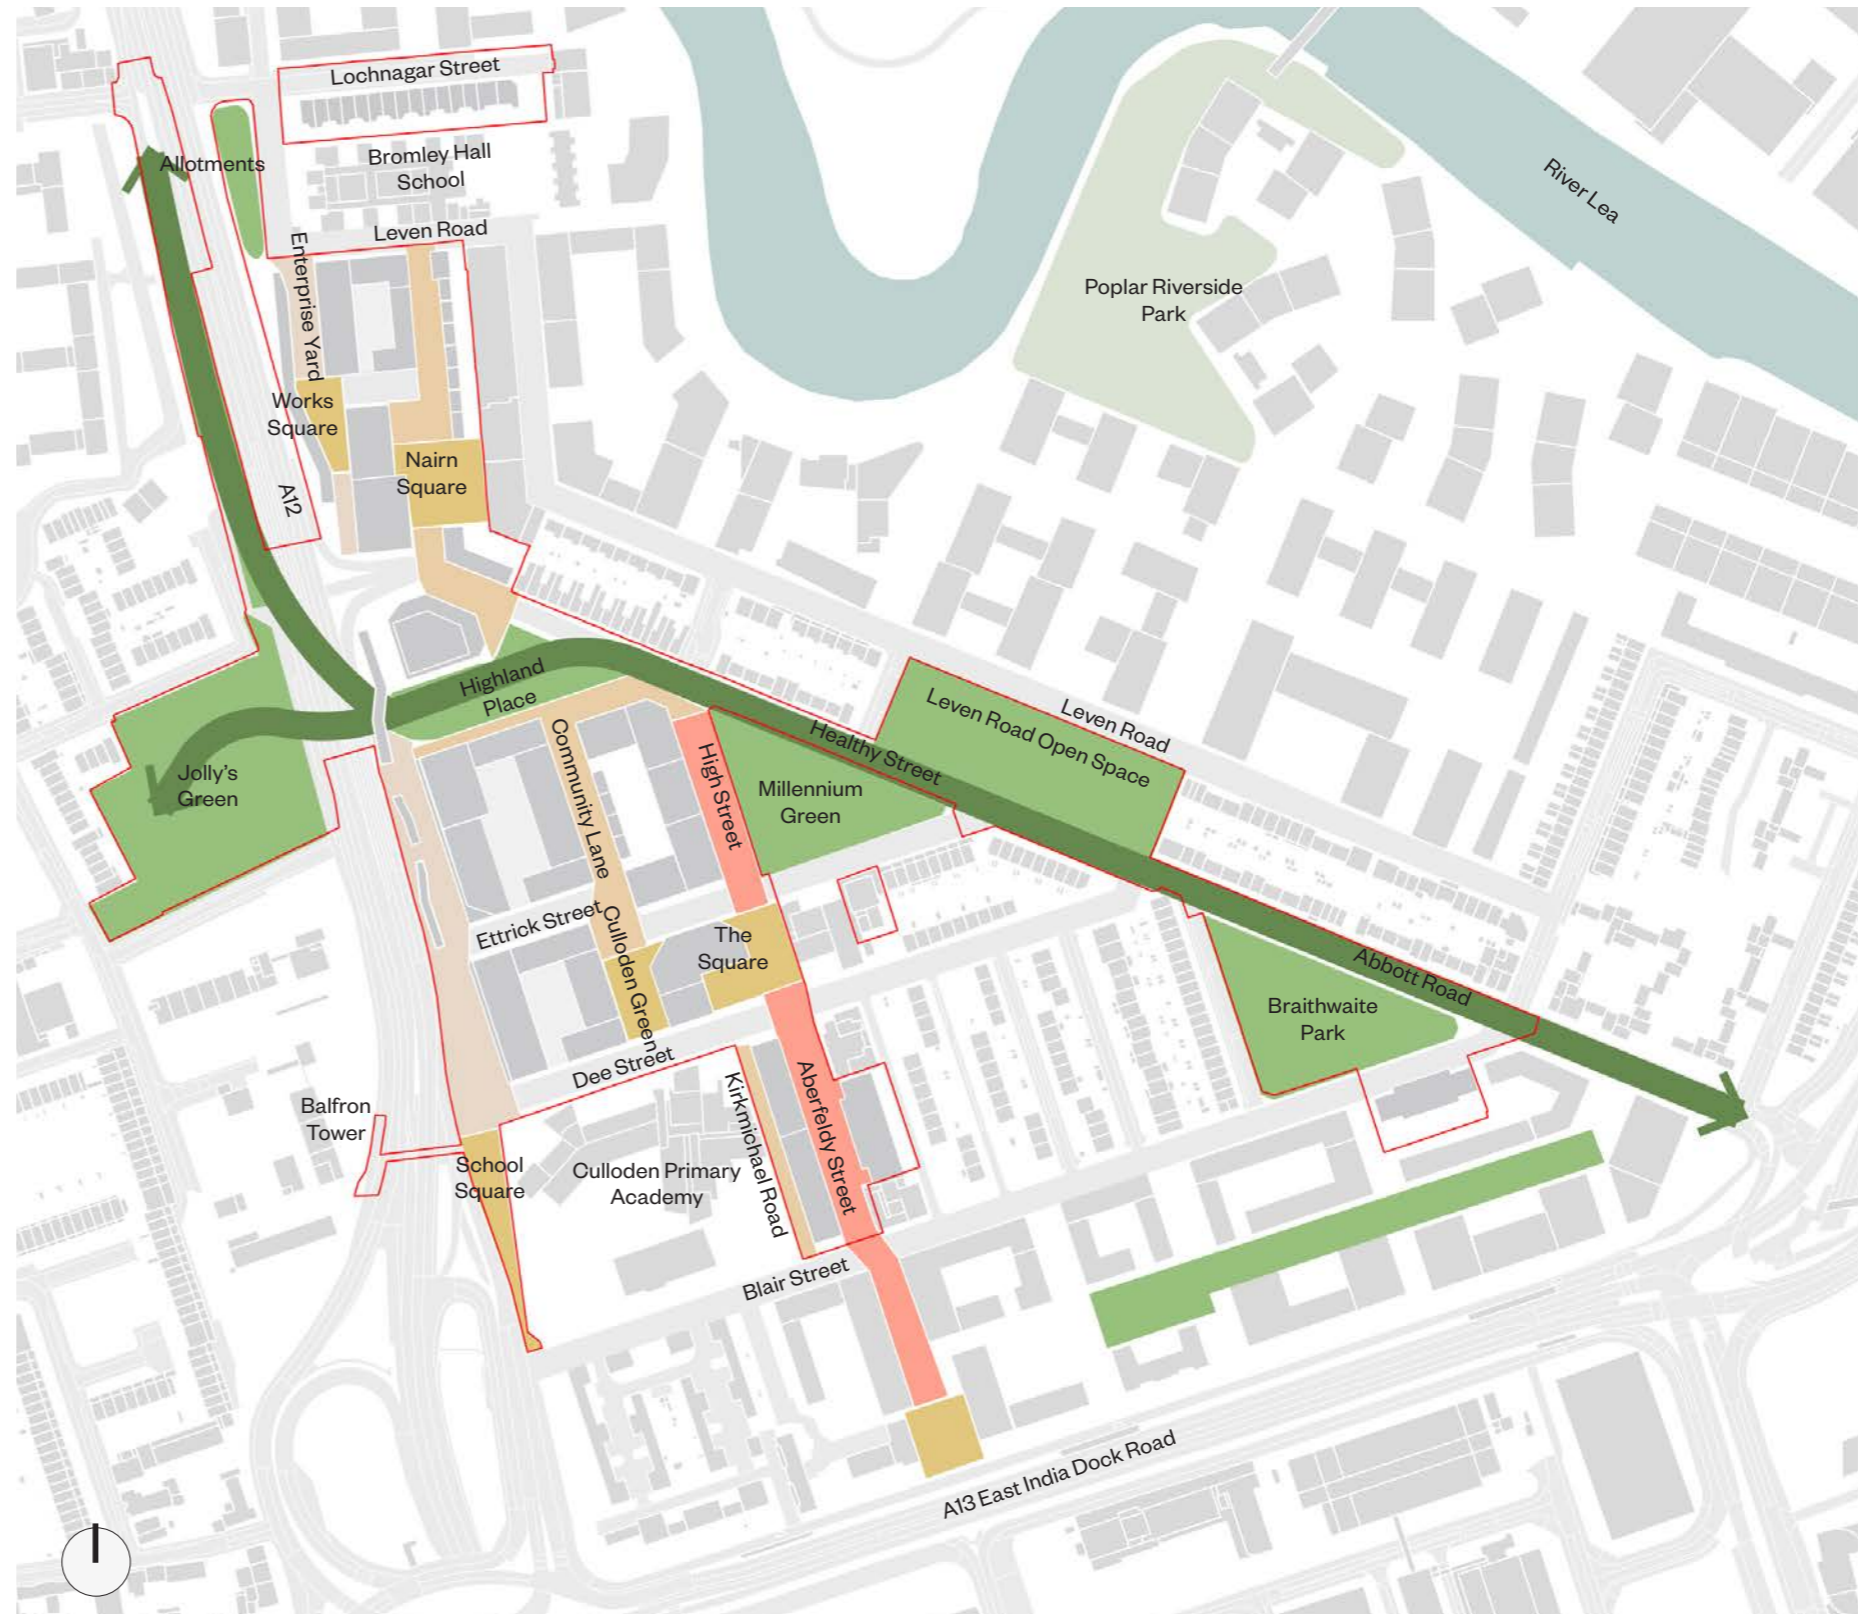 Lochnagar Street
Allotments
Bromley Hall
School
River Lea
Leven Road
Enterprise Yard
Poplar Riverside
Park
Works
Square
Nairn
Square
A12
Highland
Place
Leven Road Open Space
Leven Road
Community Lane
Healthy Street
High Street
Jolly's
Green
Millennium
Green
Ettrick Street
Culloden Green
The
Square
Abbott Road
Braithwaite
Park
Dee Street
Kirkmichael Road
Aberfeldy Street
Balfron
Tower
School
Square
Culloden Primary
Academy
Blair Street
A13 East India Dock Road